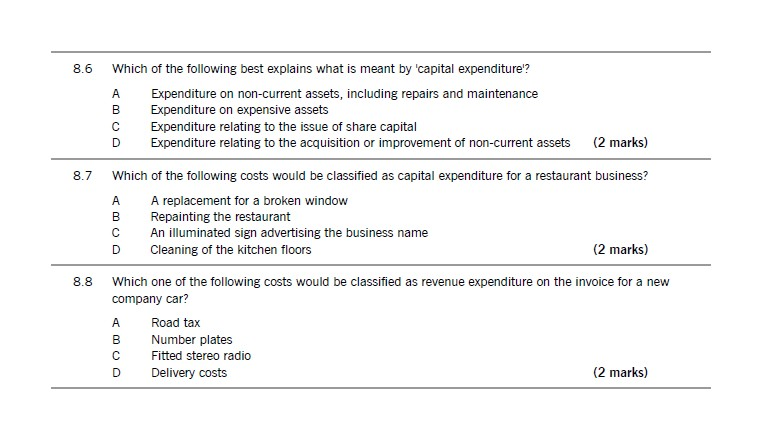 8.6 Which of the following best explains what is meant by 'capital expenditure'?
A Expenditure on non-current assets, including repairs and maintenance
B Expenditure on expensive assets
C Expenditure relating to the issue of share capital
D Expenditure relating to the acquisition or improvement of non-current assets (2 marks)
8.7 Which of the following costs would be classified as capital expenditure for a restaurant business?
A A replacement for a broken window
B Repainting the restaurant
C An illuminated sign advertising the business name
D Cleaning of the kitchen floors (2 marks)
8.8 Which one of the following costs would be classified as revenue expenditure on the invoice for a new
company car?
A Road tax
B Number plates
C Fitted stereo radio
D Delivery costs (2 marks)